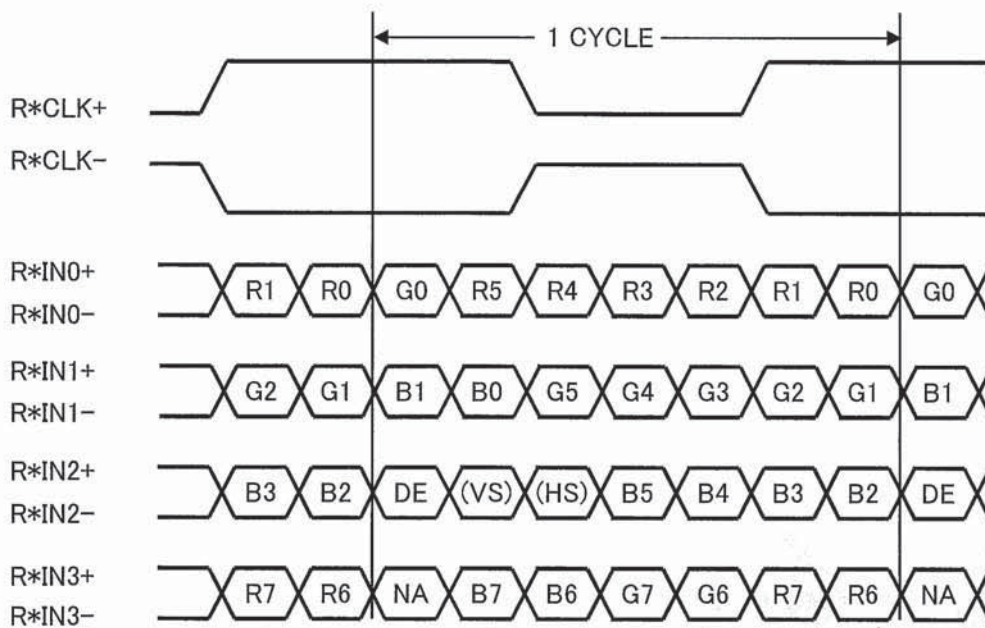 1 CYCLE
R*CLK+
R*CLK-
R*IN0+
R1 R0 G0 R5 R4 R3 R2 R1 R0 G0
R*IN0-
R*IN1+
G2 G1 B1 B0 G5 G4 G3 G2 G1 B1
R*IN1-
R*IN2+
B3 B2 DE (VS) (HS) B5 B4 B3 B2 DE
R*IN2-
R*IN3+
R7 R6 NA B7 B6 G7 G6 R7 R6 NA
R*IN3-